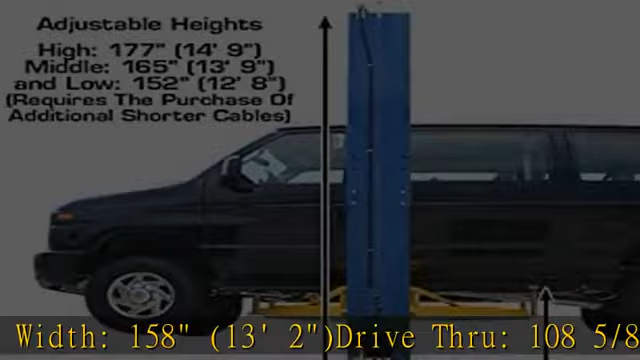 Adjustable Heights
High: 177" (14' 9")
Middle: 165" (13' 9")
and Low: 152" (12' 8")
(Requires The Purchase Of
Additional Shorter Cables)
Width: 158" (13' 2")Drive Thru: 108 5/8